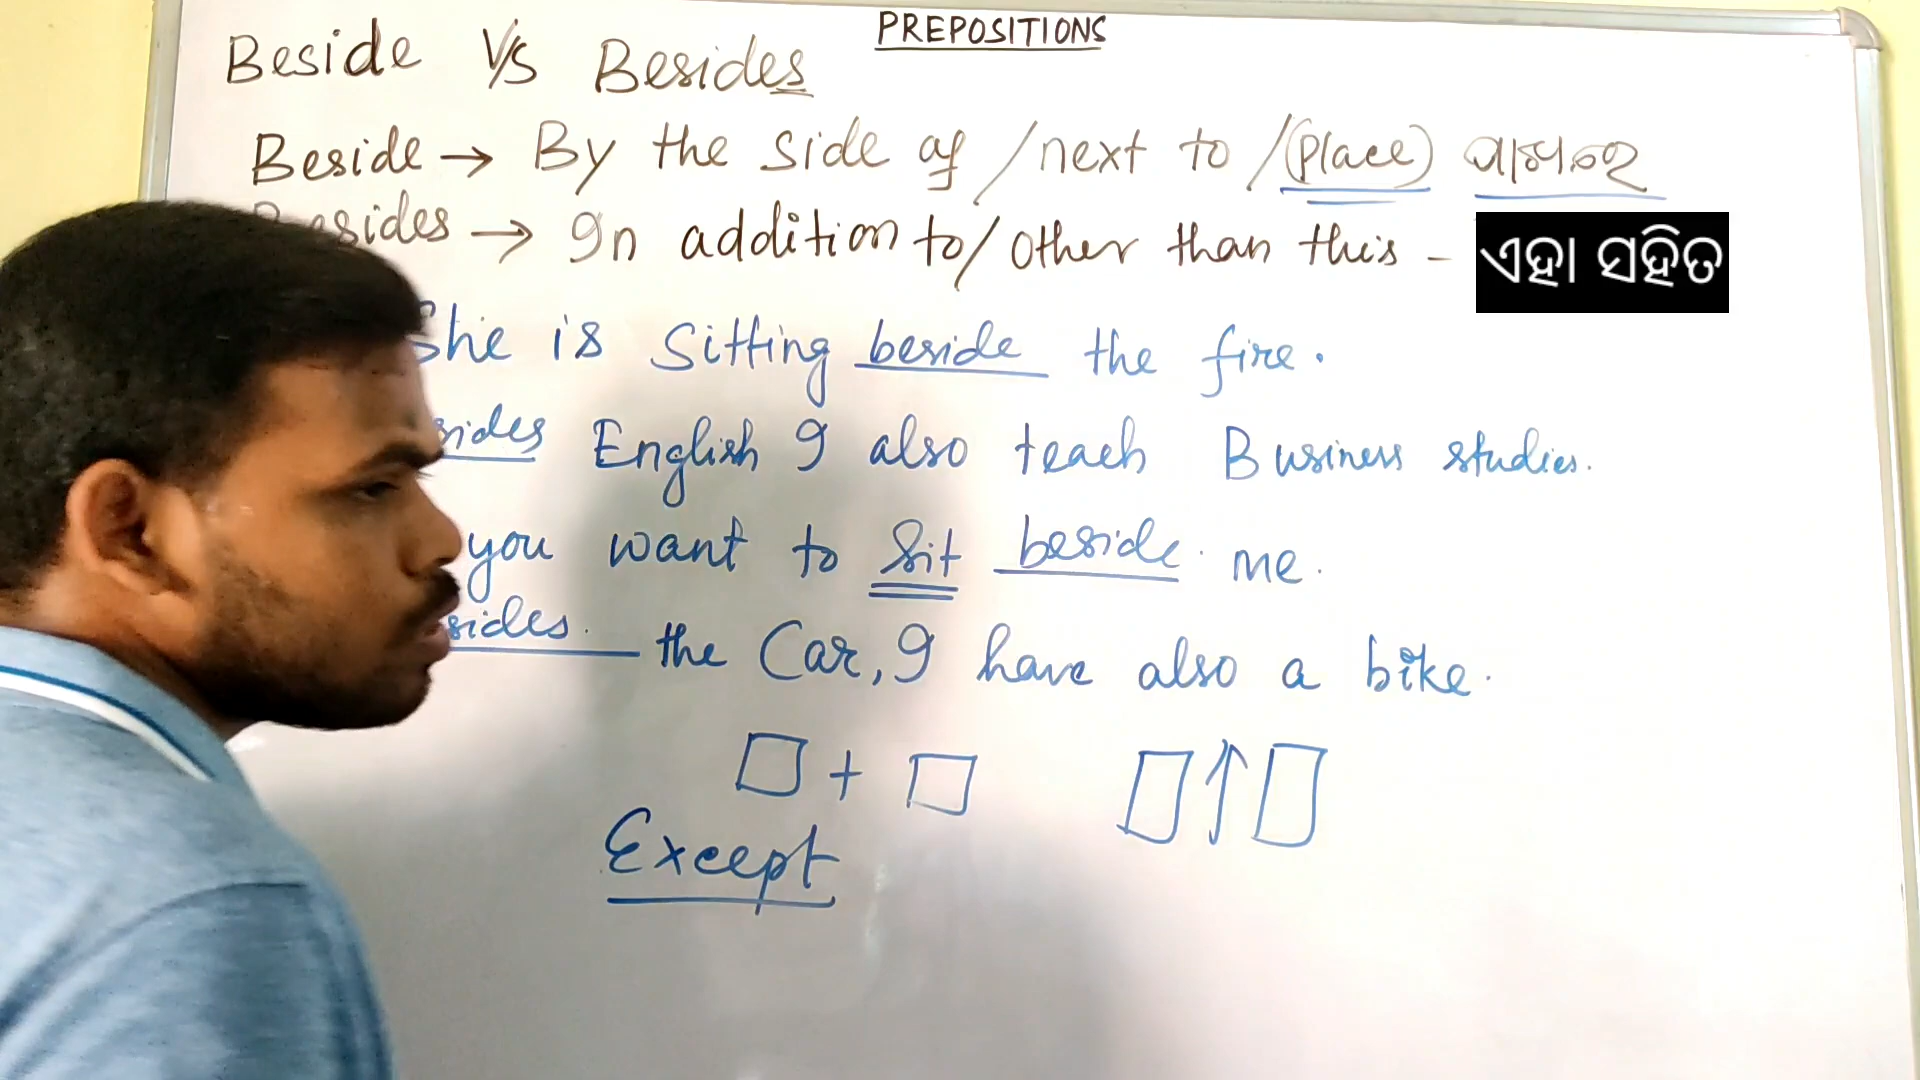 PREPOSITIONS
Beside V/s Besides
Beside → By the side of /next to /(Place)
→ In addition to/ Other than this - ଏହା ସହିତ
She is Sitting beside the fire.
English I also teach Business studies.
you want to Sit beside me.
the Car, I have also a bike.
+
Except